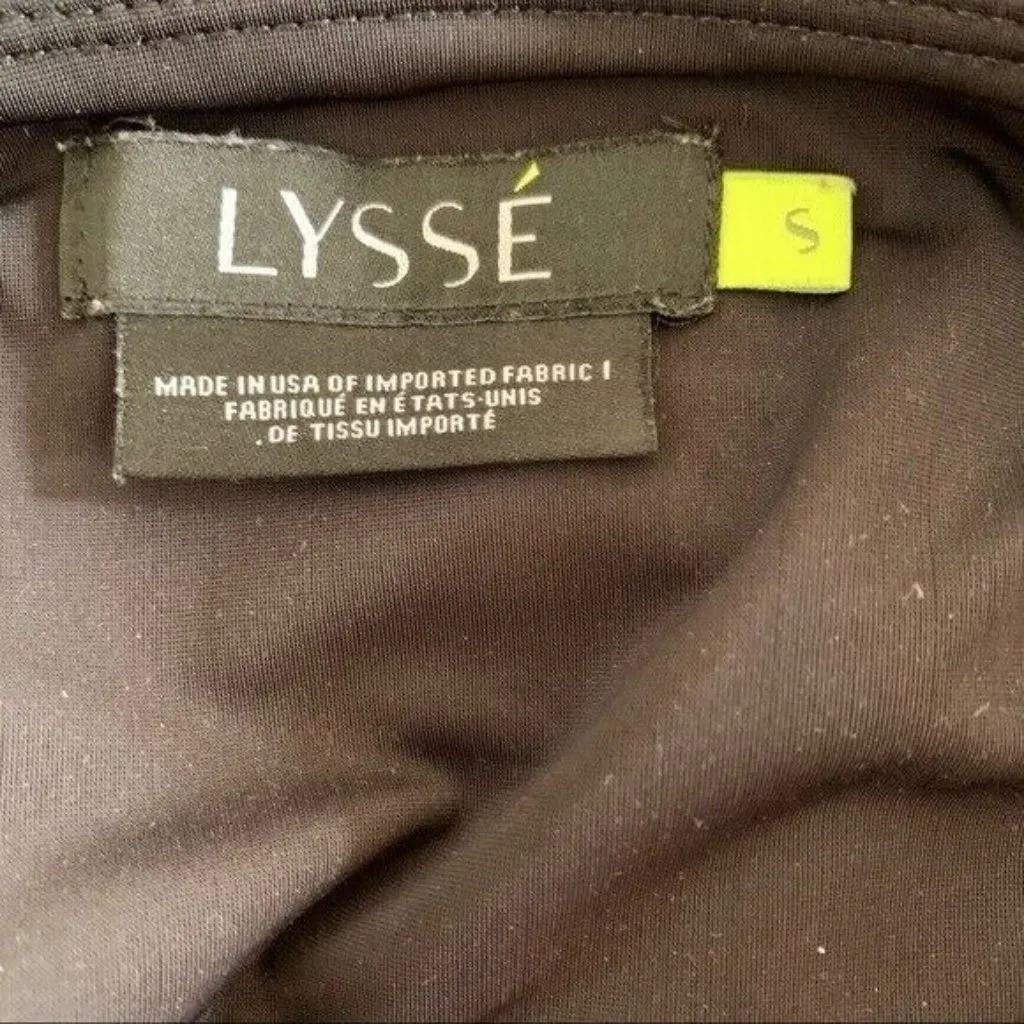 LYSSÉ
S
MADE IN USA OF IMPORTED FABRIC I
FABRIQUÉ EN ÉTATS-UNIS
.DE TISSU IMPORTÉ